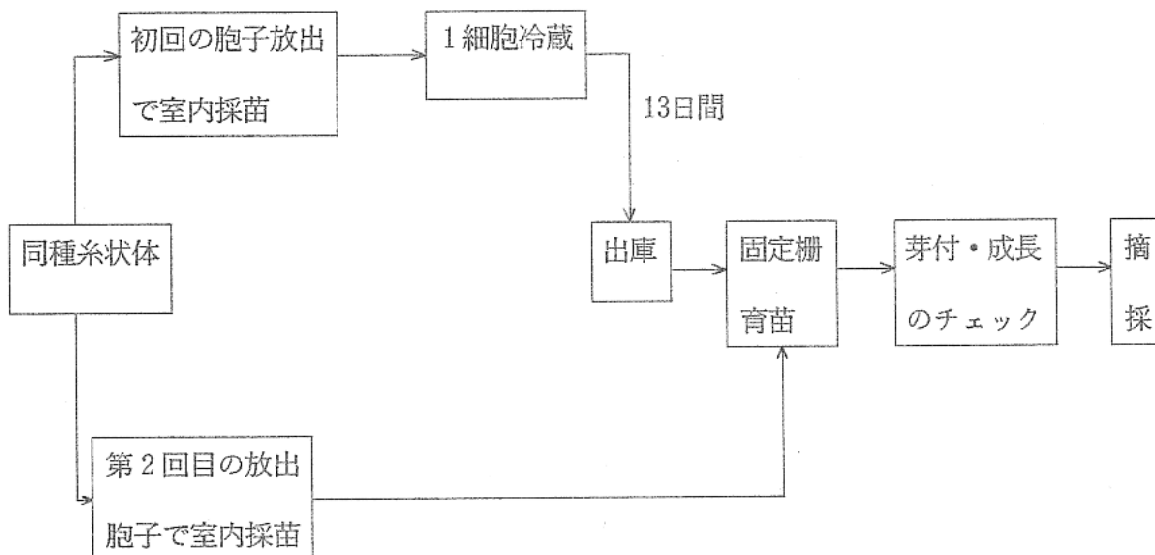 初回の胞子放出
で室内採苗
1細胞冷蔵
13日間
同種糸状体
出庫
固定棚
育苗
芽付・成長
のチェック
摘
採
第2回目の放出
胞子で室内採苗